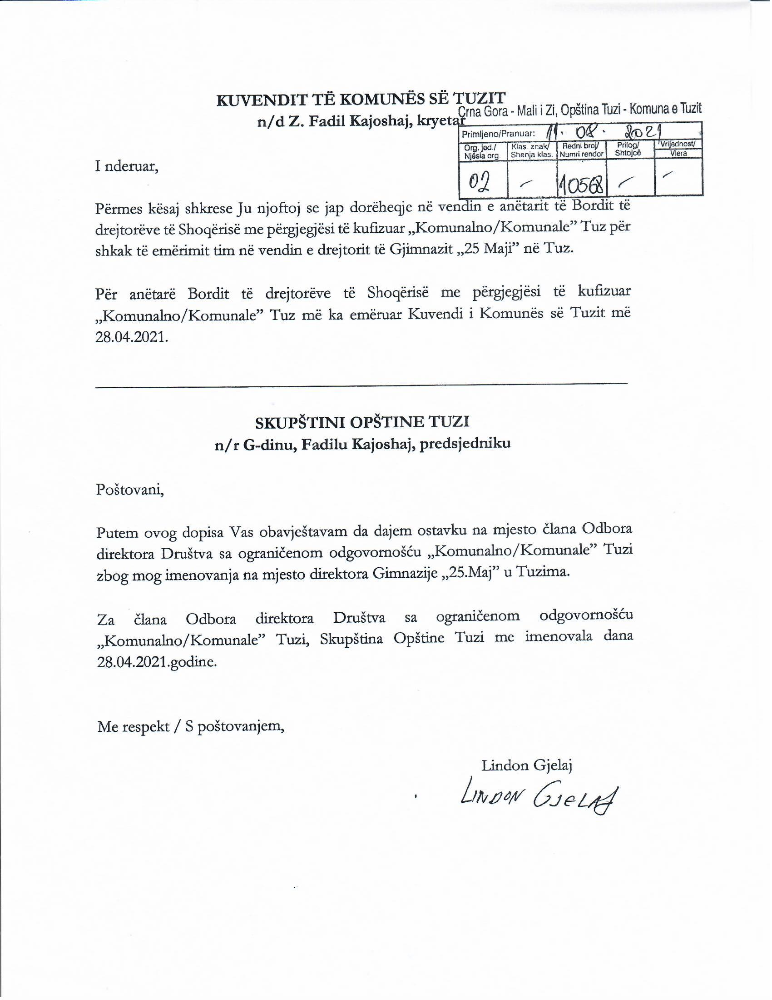 KUVENDIT TË KOMUNËS SË TUZIT
n/d Z. Fadil Kajoshaj, kryetar
Crna Gora - Mali i Zi, Opština Tuzi - Komuna e Tuzit
Primljeno/Pranuar: 11. 08. 2021
Org. jed./ Klas. znak/ Redni broj/ Prilog/ Vrijednost/
Njësia org Shenja klas. Numri rendor Shtojcë Vlera
02 - 10568 - -
I nderuar,
Përmes kësaj shkrese Ju njoftoj se jap dorëheqje në vendin e anëtarit të Bordit të
drejtorëve të Shoqërisë me përgjegjësi të kufizuar „Komunalno/Komunale” Tuz për
shkak të emërimit tim në vendin e drejtorit të Gjimnazit „25 Maji” në Tuz.
Për anëtarë Bordit të drejtorëve të Shoqërisë me përgjegjësi të kufizuar
„Komunalno/Komunale” Tuz më ka emëruar Kuvendi i Komunës së Tuzit më
28.04.2021.
SKUPŠTINI OPŠTINE TUZI
n/r G-dinu, Fadilu Kajoshaj, predsjedniku
Poštovani,
Putem ovog dopisa Vas obavještavam da dajem ostavku na mjesto člana Odbora
direktora Društva sa ograničenom odgovornošću „Komunalno/Komunale” Tuzi
zbog mog imenovanja na mjesto direktora Gimnazije „25.Maj” u Tuzima.
Za člana Odbora direktora Društva sa ograničenom odgovornošću
„Komunalno/Komunale” Tuzi, Skupština Opštine Tuzi me imenovala dana
28.04.2021.godine.
Me respekt / S poštovanjem,
Lindon Gjelaj
LINDON GJELAJ